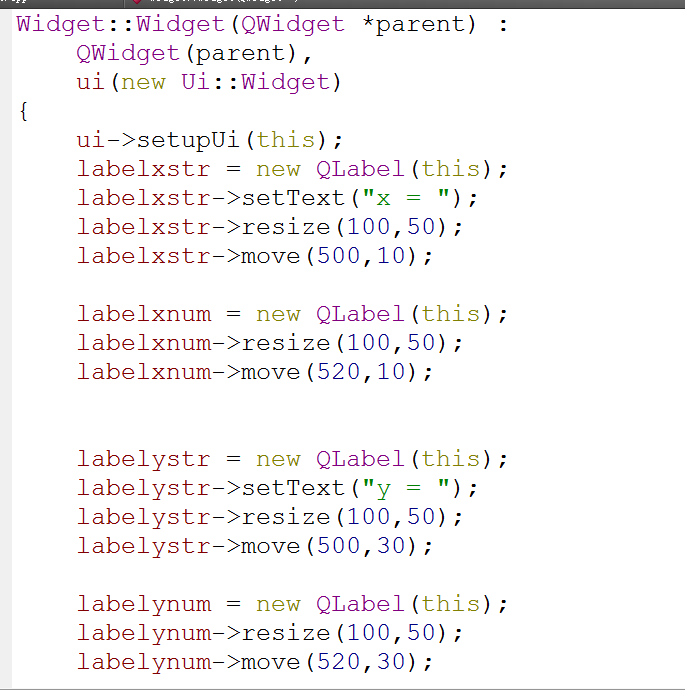 Widget::Widget(QWidget *parent) :
QWidget(parent),
ui(new Ui::Widget)
{
ui->setupUi(this);
labelxstr = new QLabel(this);
labelxstr->setText("x = ");
labelxstr->resize(100,50);
labelxstr->move(500,10);
labelxnum = new QLabel(this);
labelxnum->resize(100,50);
labelxnum->move(520,10);
labelystr = new QLabel(this);
labelystr->setText("y = ");
labelystr->resize(100,50);
labelystr->move(500,30);
labelynum = new QLabel(this);
labelynum->resize(100,50);
labelynum->move(520,30);